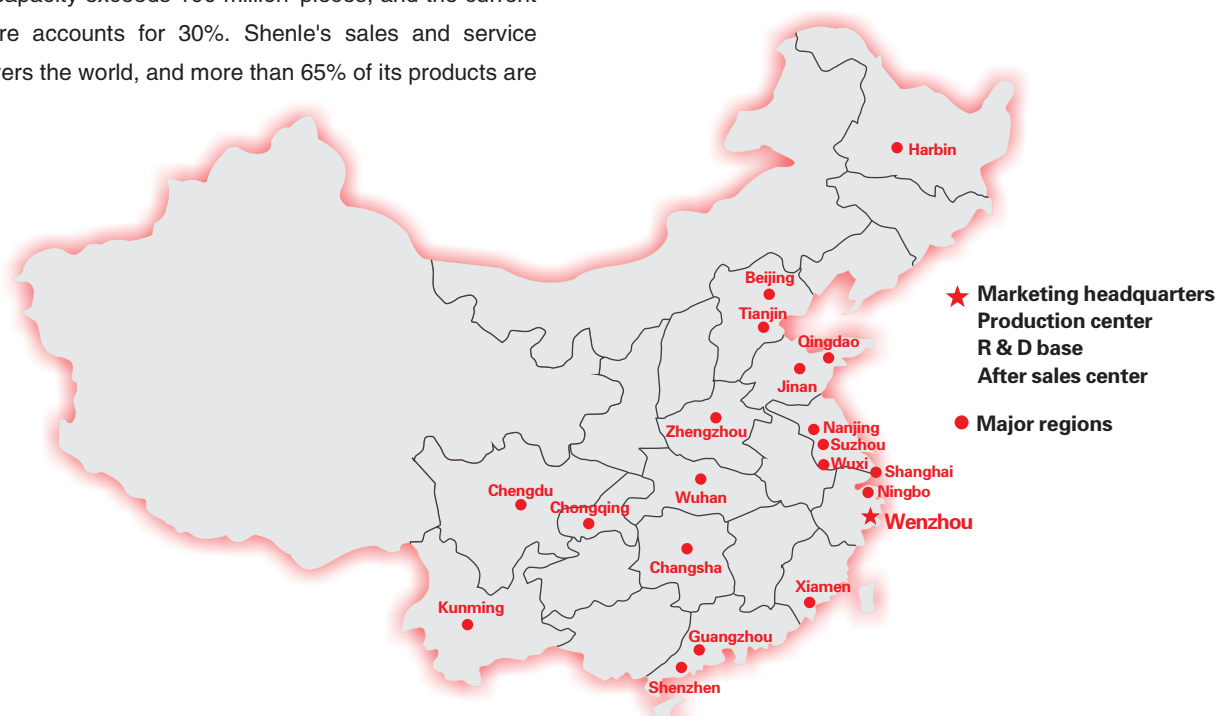 re accounts for 30%. Shenle's sales and service
vers the world, and more than 65% of its products are
Harbin
Beijing
Tianjin
Qingdao
Jinan
Marketing headquarters
Production center
R & D base
After sales center
Major regions
Zhengzhou
Nanjing
Suzhou
Wuxi
Shanghai
Ningbo
Wenzhou
Chengdu
Chongqing
Wuhan
Changsha
Xiamen
Kunming
Guangzhou
Shenzhen